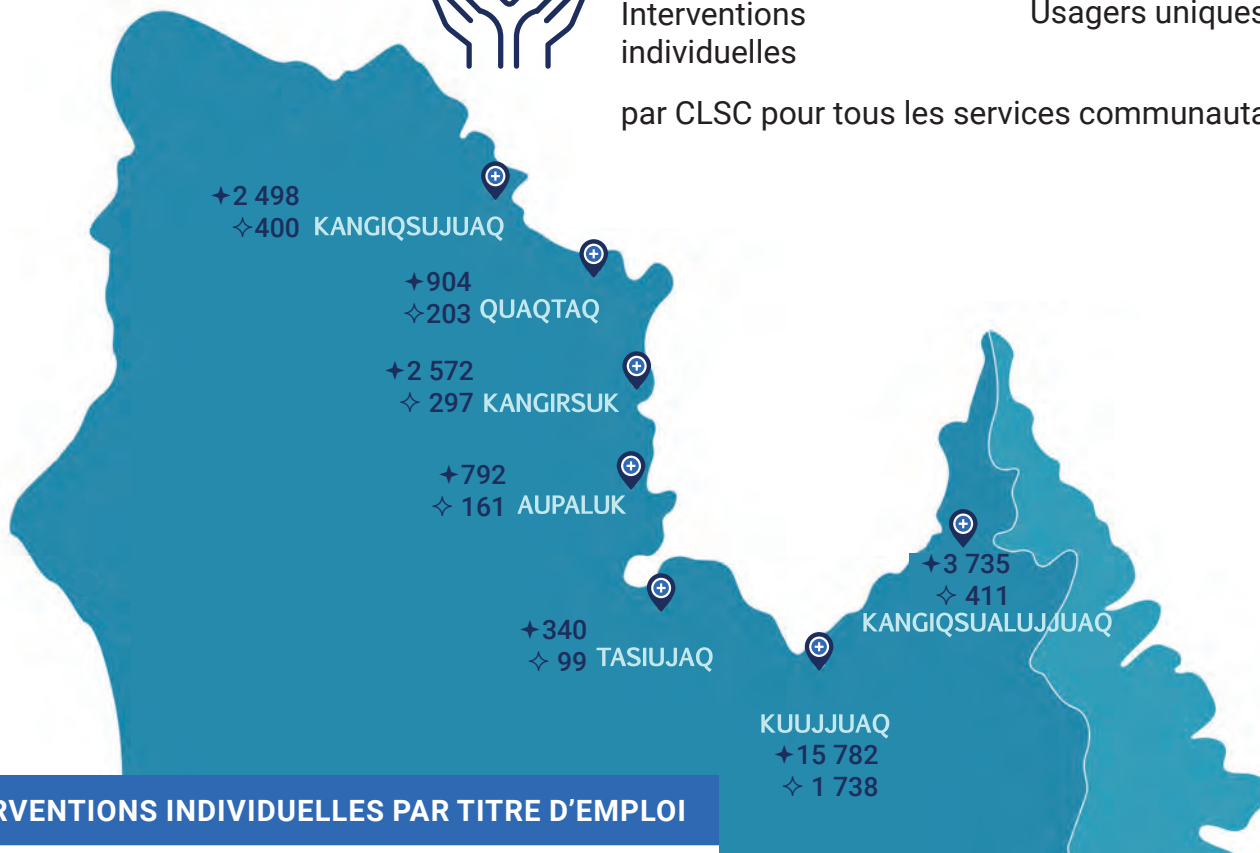 Interventions
individuelles
Usagers uniques
par CLSC pour tous les services
✦2 498
✧400 KANGIQSUJUAQ
✦904
✧203 QUAQTAQ
✦2 572
✧ 297 KANGIRSUK
✦792
✧ 161 AUPALUK
✦3 735
✧ 411
KANGIQSUALUJJUAQ
✦340
✧ 99 TASIUJAQ
KUUJJUAQ
✦15 782
✧ 1 738
INDIVIDUELLES PAR TITRE D'EMPLOI